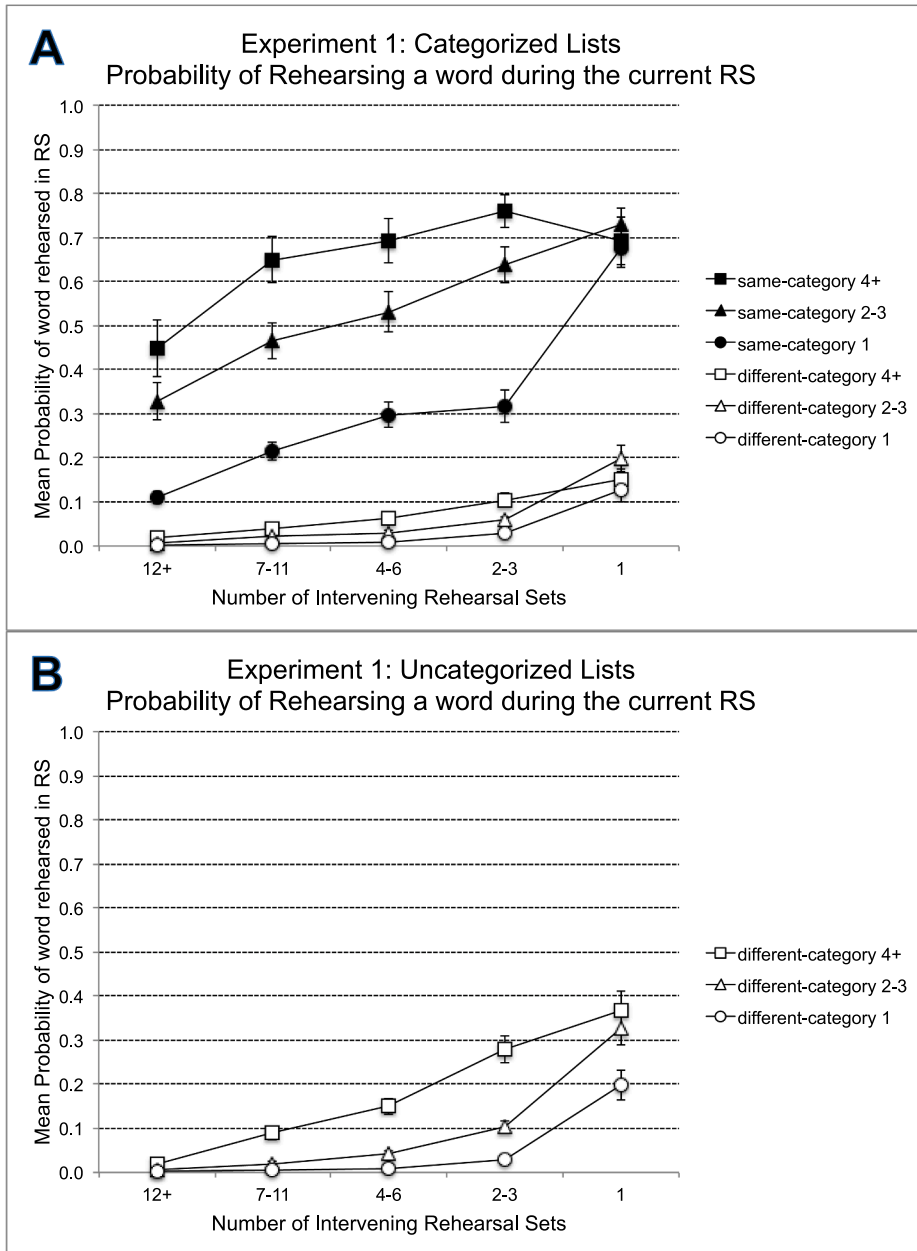 A
Experiment 1: Categorized Lists
Probability of Rehearsing a word during the current RS
Mean Probability of word rehearsed in RS
1.0
0.9
0.8
0.7
0.6
0.5
0.4
0.3
0.2
0.1
0.0
12+ 7-11 4-6 2-3 1
Number of Intervening Rehearsal Sets
same-category 4+
same-category 2-3
same-category 1
different-category 4+
different-category 2-3
different-category 1
B
Experiment 1: Uncategorized Lists
Probability of Rehearsing a word during the current RS
Mean Probability of word rehearsed in RS
1.0
0.9
0.8
0.7
0.6
0.5
0.4
0.3
0.2
0.1
0.0
12+ 7-11 4-6 2-3 1
Number of Intervening Rehearsal Sets
different-category 4+
different-category 2-3
different-category 1